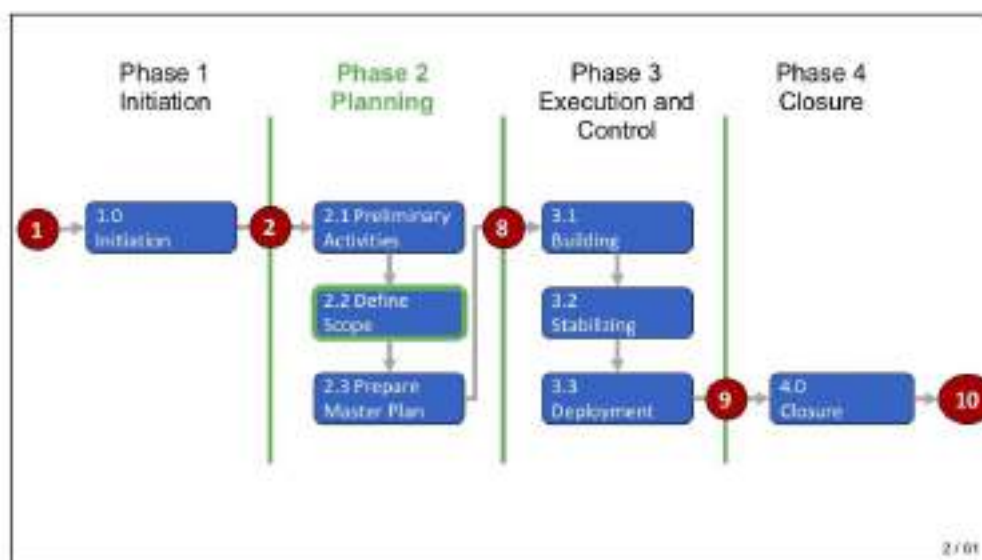 Phase 1
Initiation
Phase 2
Planning
Phase 3
Execution and
Control
Phase 4
Closure
1
1.0
Initiation
2
2.1 Preliminary
Activities
2.2 Define
Scope
2.3 Prepare
Master Plan
8
3.1
Building
3.2
Stabilizing
3.3
Deployment
9
4.0
Closure
10
2 / 61